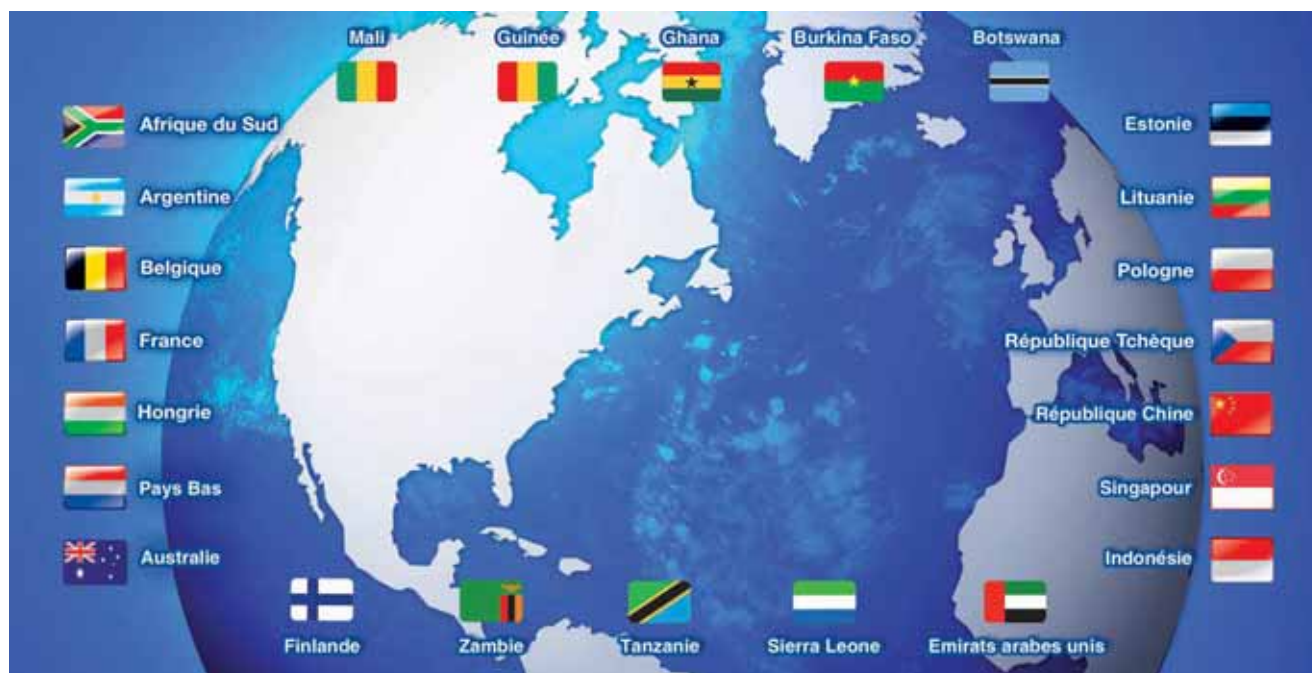 Mali
Guinée
Ghana
Burkina Faso
Botswana
Afrique du Sud
Argentine
Belgique
France
Hongrie
Pays Bas
Australie
Estonie
Lituanie
Pologne
République Tchèque
République Chine
Singapour
Indonésie
Finlande
Zambie
Tanzanie
Sierra Leone
Emirats arabes unis